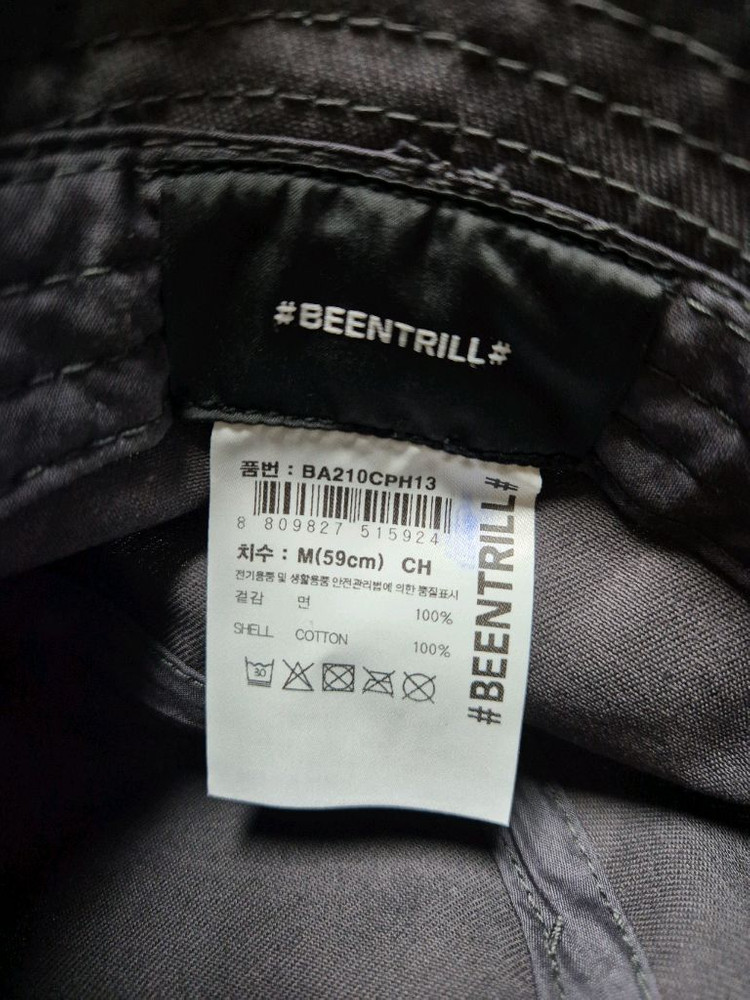 #BEENTRILL#
품번 : BA210CPH13
8 809827 515924
치수 : M(59cm) CH
전기용품 및 생활용품 안전관리법에 의한 품질표시
겉감 면 100%
SHELL COTTON 100%
30
#BEENTRILL#